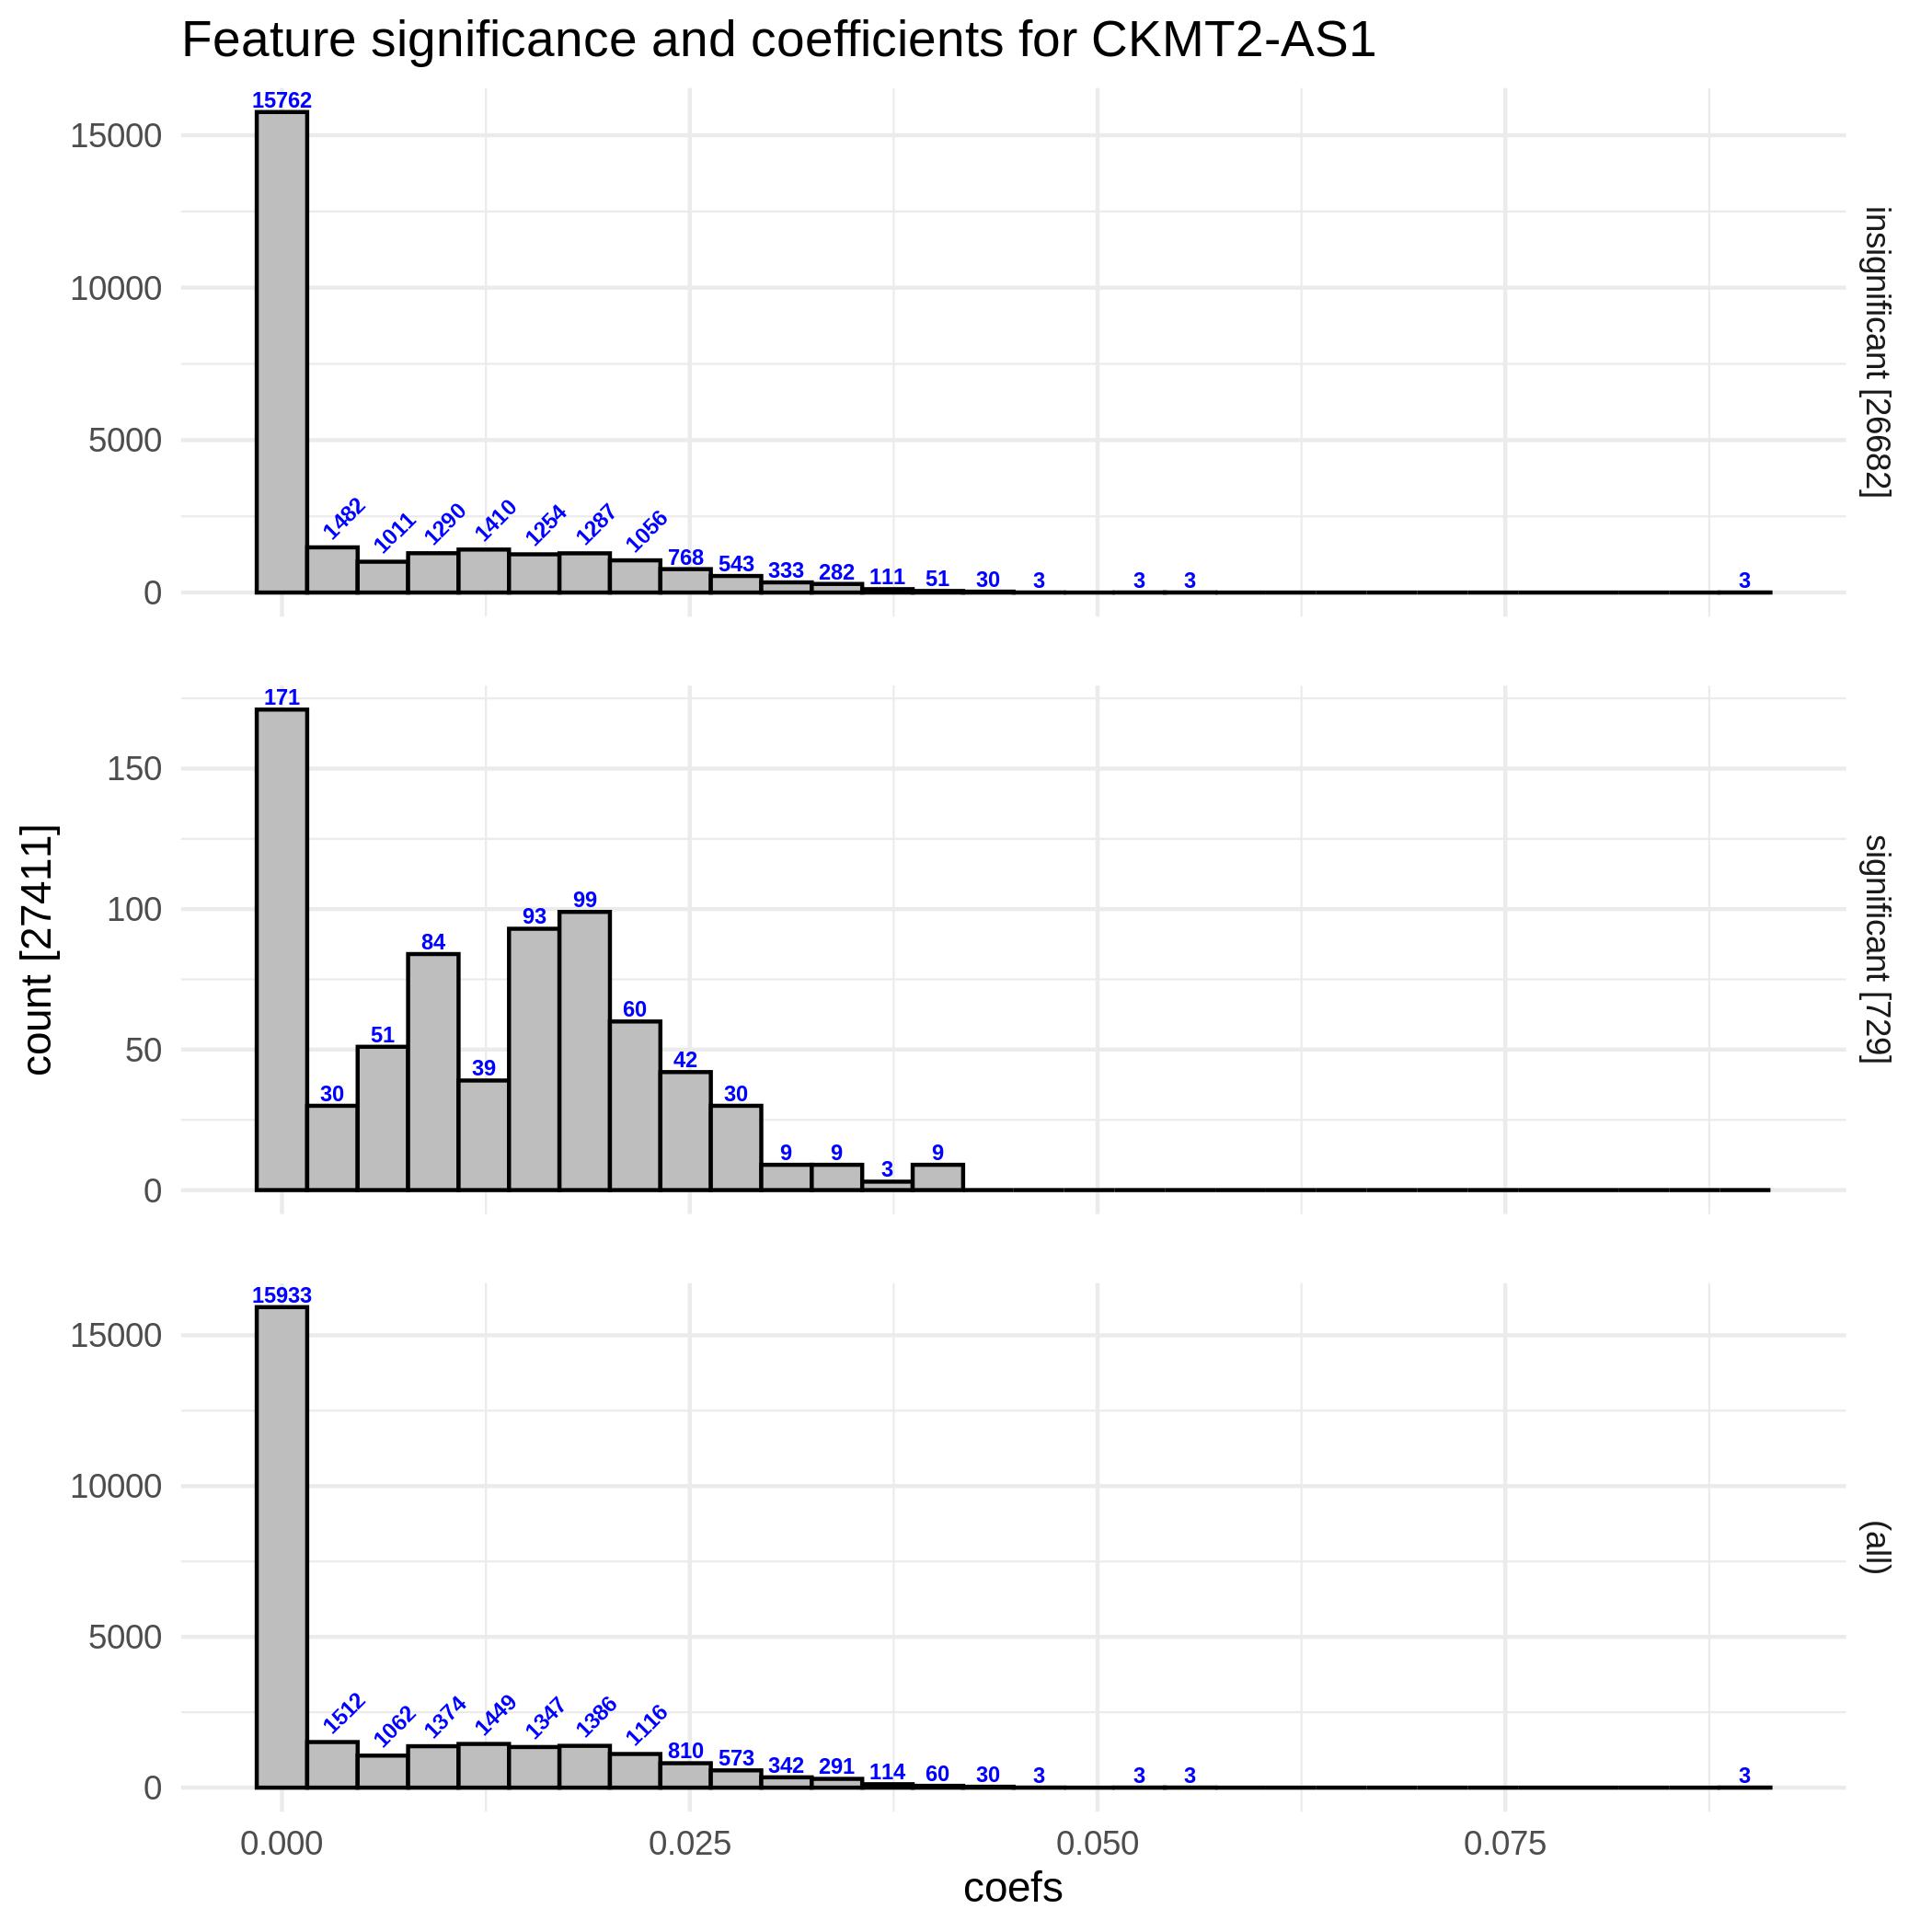 Feature significance and coefficients for CKMT2-AS1
15762
15000
10000
5000
0
1482 1011 1290 1410 1254 1287 1056 768 543 333 282 111 51 30 3 3 3 3
insignificant [26682]
count [27411]
171
150
100
50
0
30 51 84 39 93 99 60 42 30 9 9 3 9
significant [729]
15933
15000
10000
5000
0
1512 1062 1374 1449 1347 1386 1116 810 573 342 291 114 60 30 3 3 3 3
(all)
0.000 0.025 0.050 0.075
coefs